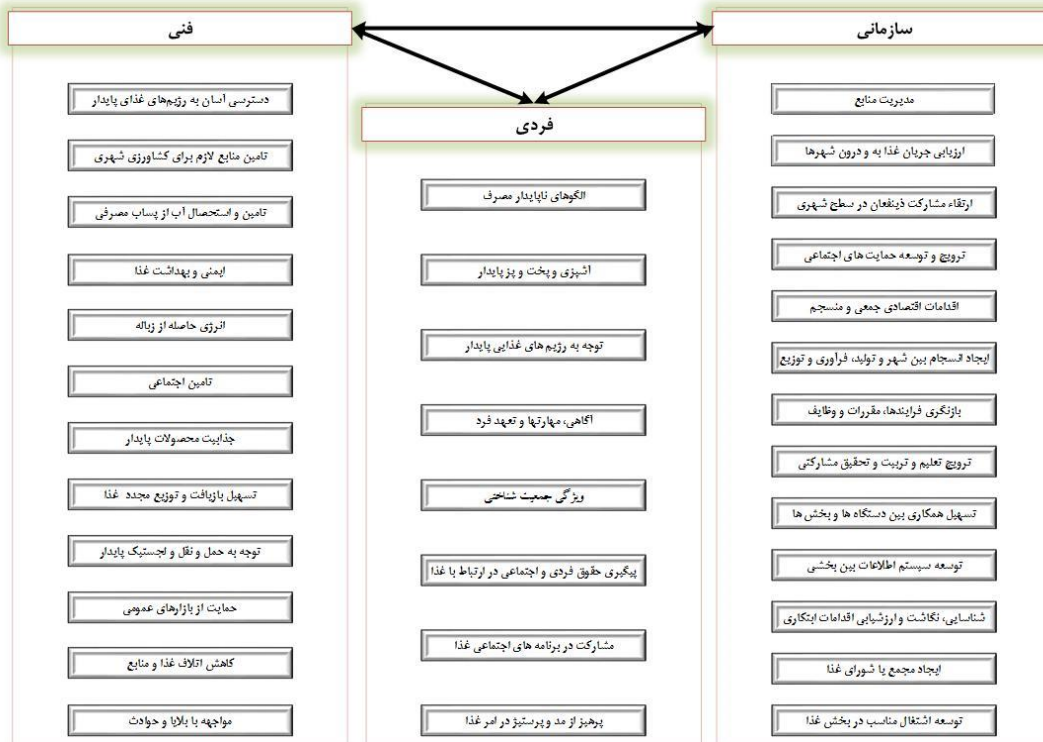 سازمانی
مدیریت منابع
ارزیابی جریان غذا به و درون شهرها
ارتقاء مشارکت ذینفعان در سطح شهری
ترویج و توسعه حمایت های اجتماعی
اقدامات اقتصادی جمعی و منسجم
ایجاد انسجام بین شهر و تولید، فرآوری و توزیع
بازنگری فرایندها، مقررات و وظایف
ترویج تعلیم و تربیت و تحقیق مشارکتی
تسهیل همکاری بین دستگاه ها و بخش ها
توسعه سیستم اطلاعات بین بخشی
شناسایی، نگاشت و ارزشیابی اقدامات ابتکاری
ایجاد مجمع یا شورای غذا
توسعه اشتغال مناسب در بخش غذا
فردی
الگوهای ناپایدار مصرف
آشپزی و پخت و پز پایدار
توجه به رژیم های غذایی پایدار
آگاهی، مهارتها و تعهد فرد
ویژگی جمعیت شناختی
پیگیری حقوق فردی و اجتماعی در ارتباط با غذا
مشارکت در برنامه های اجتماعی غذا
پرهیز از مد و پرستیژ در امر غذا
فنی
دسترسی آسان به رژیم‌های غذای پایدار
تامین منابع لازم برای کشاورزی شهری
تامین و استحصال آب از پساب مصرفی
ایمنی و بهداشت غذا
انرژی حاصله از زباله
تامین اجتماعی
جذابیت محصولات پایدار
تسهیل بازیافت و توزیع مجدد غذا
توجه به حمل و نقل و لجستیک پایدار
حمایت از بازارهای عمومی
کاهش اتلاف غذا و منابع
مواجهه با بلایا و حوادث